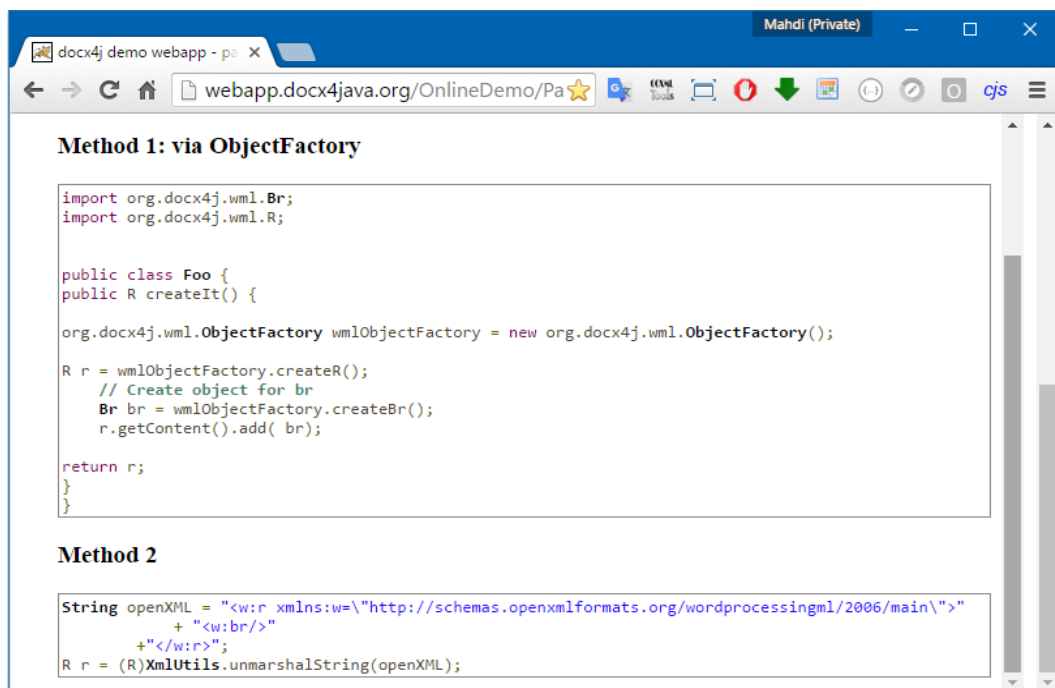 Mahdi (Private)
docx4j demo webapp - pa
webapp.docx4java.org/OnlineDemo/Pa
Tools
cjs
Method 1: via ObjectFactory
import org.docx4j.wml.Br;
import org.docx4j.wml.R;
public class Foo {
public R createIt() {
org.docx4j.wml.ObjectFactory wmlObjectFactory = new org.docx4j.wml.ObjectFactory();
R r = wmlObjectFactory.createR();
// Create object for br
Br br = wmlObjectFactory.createBr();
r.getContent().add( br);
return r;
}
}
Method 2
String openXML = "<w:r xmlns:w=\"http://schemas.openxmlformats.org/wordprocessingml/2006/main\">"
+ "<w:br/>"
+"</w:r>";
R r = (R)XmlUtils.unmarshalString(openXML);